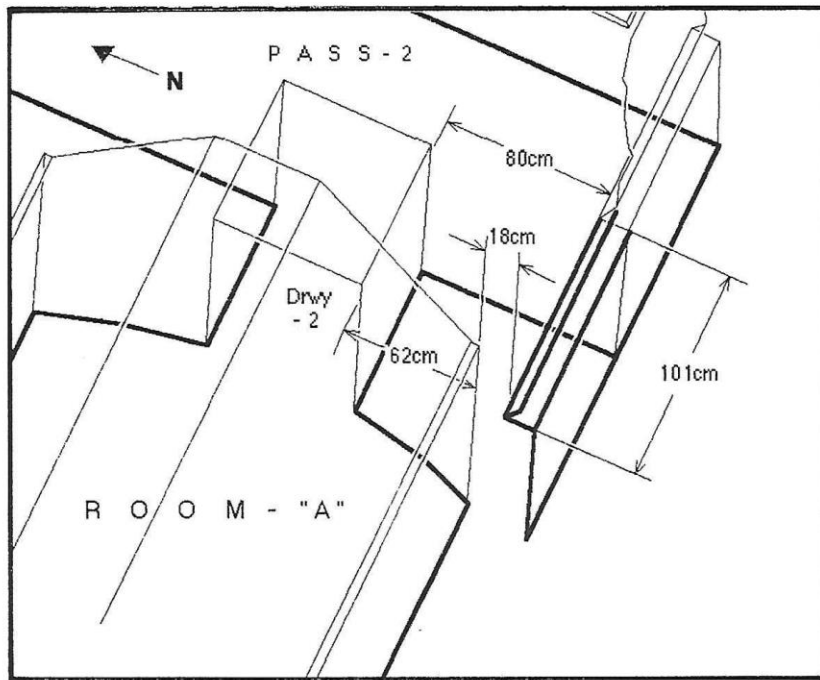 P A S S - 2
N
80cm
18cm
Drwy
- 2
62cm
101cm
R O O M - "A"